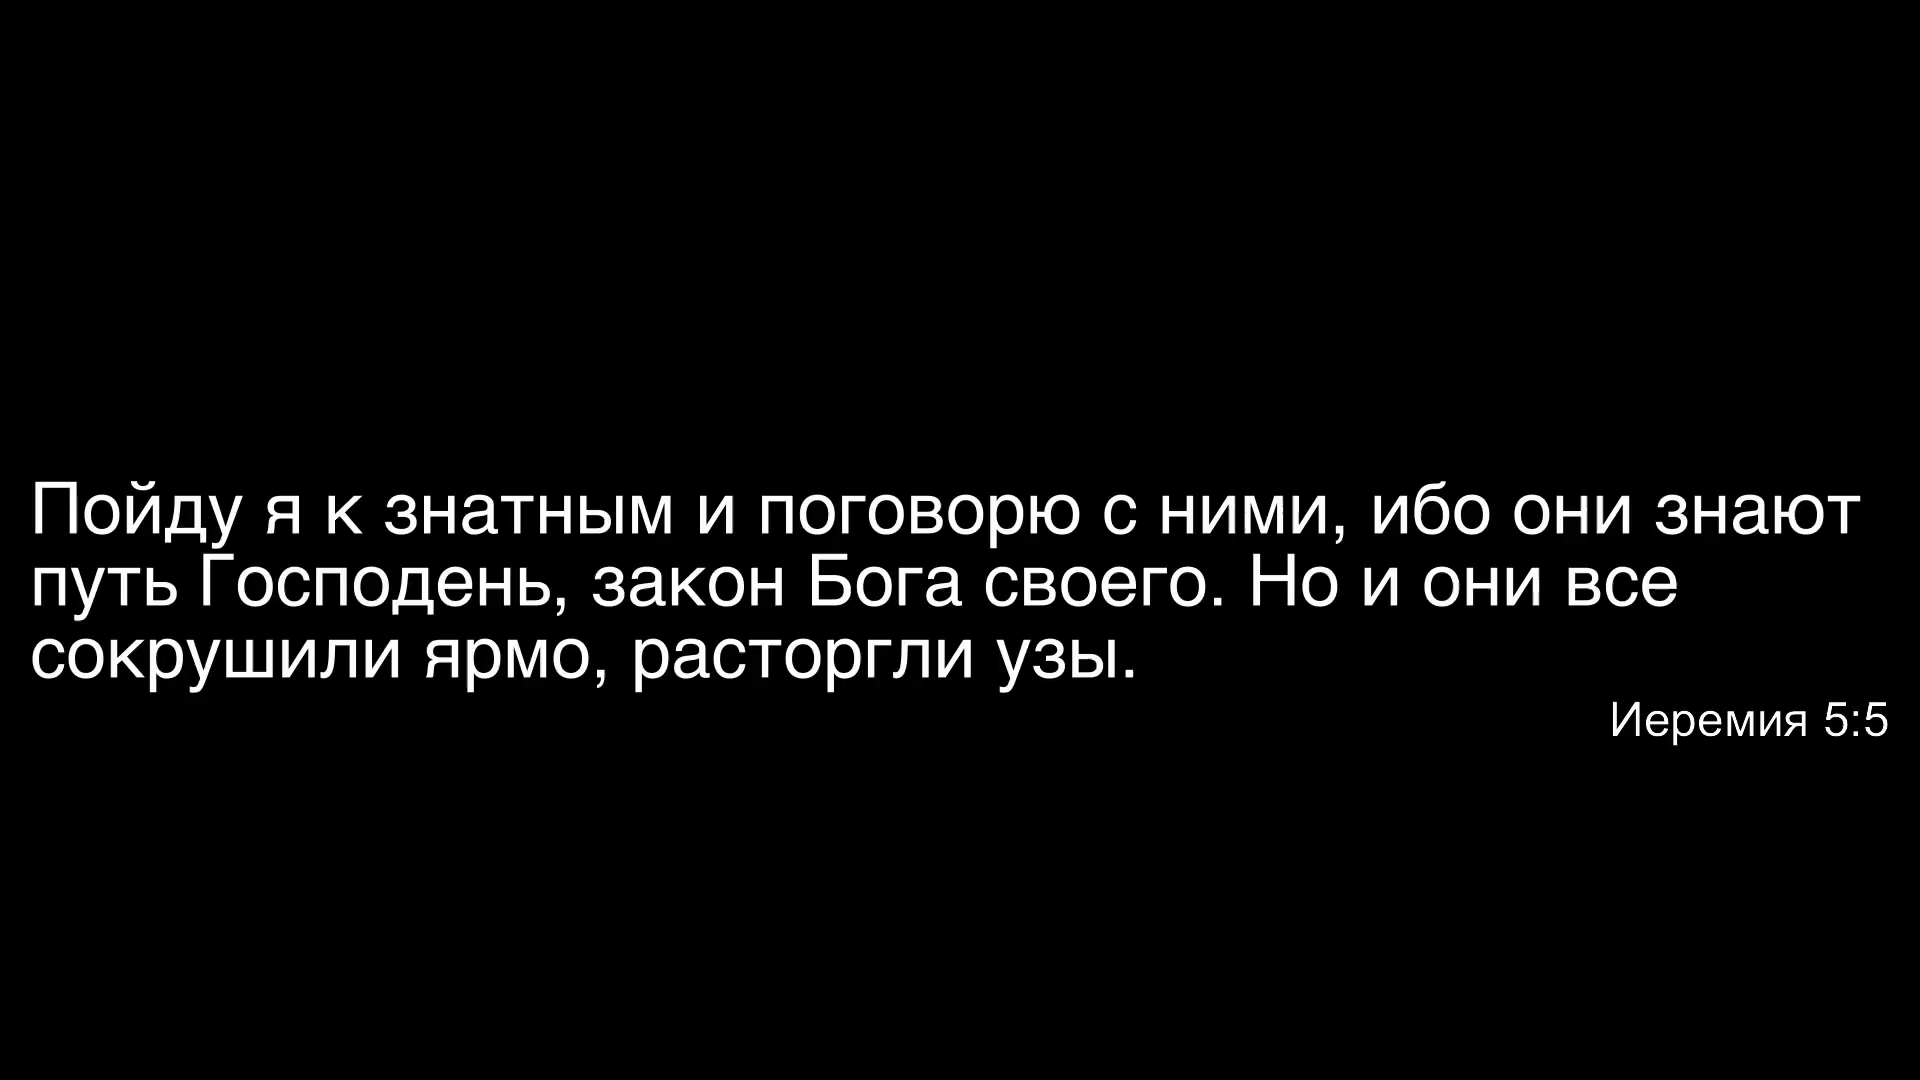 Пойду я к знатным и поговорю с ними, ибо они знают
путь Господень, закон Бога своего. Но и они все
сокрушили ярмо, расторгли узы.
Иеремия 5:5